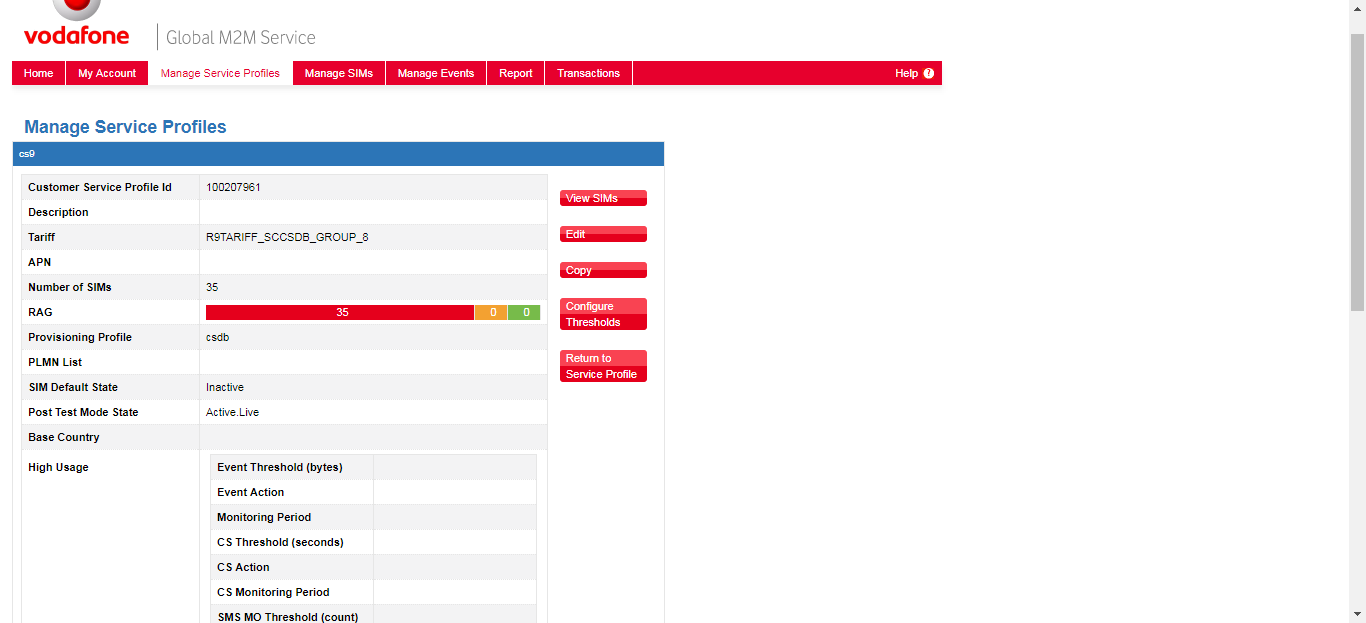 vodafone
Global M2M Service
Home
My Account
Manage Service Profiles
Manage SIMs
Manage Events
Report
Transactions
Help ?
Manage Service Profiles
cs9
Customer Service Profile Id 100207961
Description
Tariff R9TARIFF_SCCSDB_GROUP_8
APN
Number of SIMs 35
RAG 35 0 0
Provisioning Profile csdb
PLMN List
SIM Default State Inactive
Post Test Mode State Active.Live
Base Country
High Usage
Event Threshold (bytes)
Event Action
Monitoring Period
CS Threshold (seconds)
CS Action
CS Monitoring Period
SMS MO Threshold (count)
View SIMs
Edit
Copy
Configure
Thresholds
Return to
Service Profile